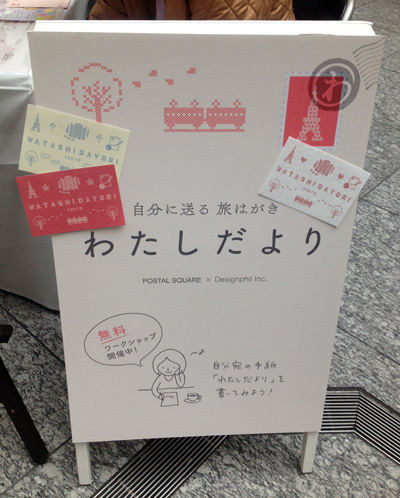 わ
WATASHIDAYORI
TOKYO
WATASHIDAYORI
TOKYO
WATASHIDAYORI
TOKYO
自分に送る 旅はがき
わたしだより
POSTAL SQUARE × Designphil Inc.
無料
ワークショップ
開催中!
自分宛の手紙
「わたしだより」を
書いてみよう!